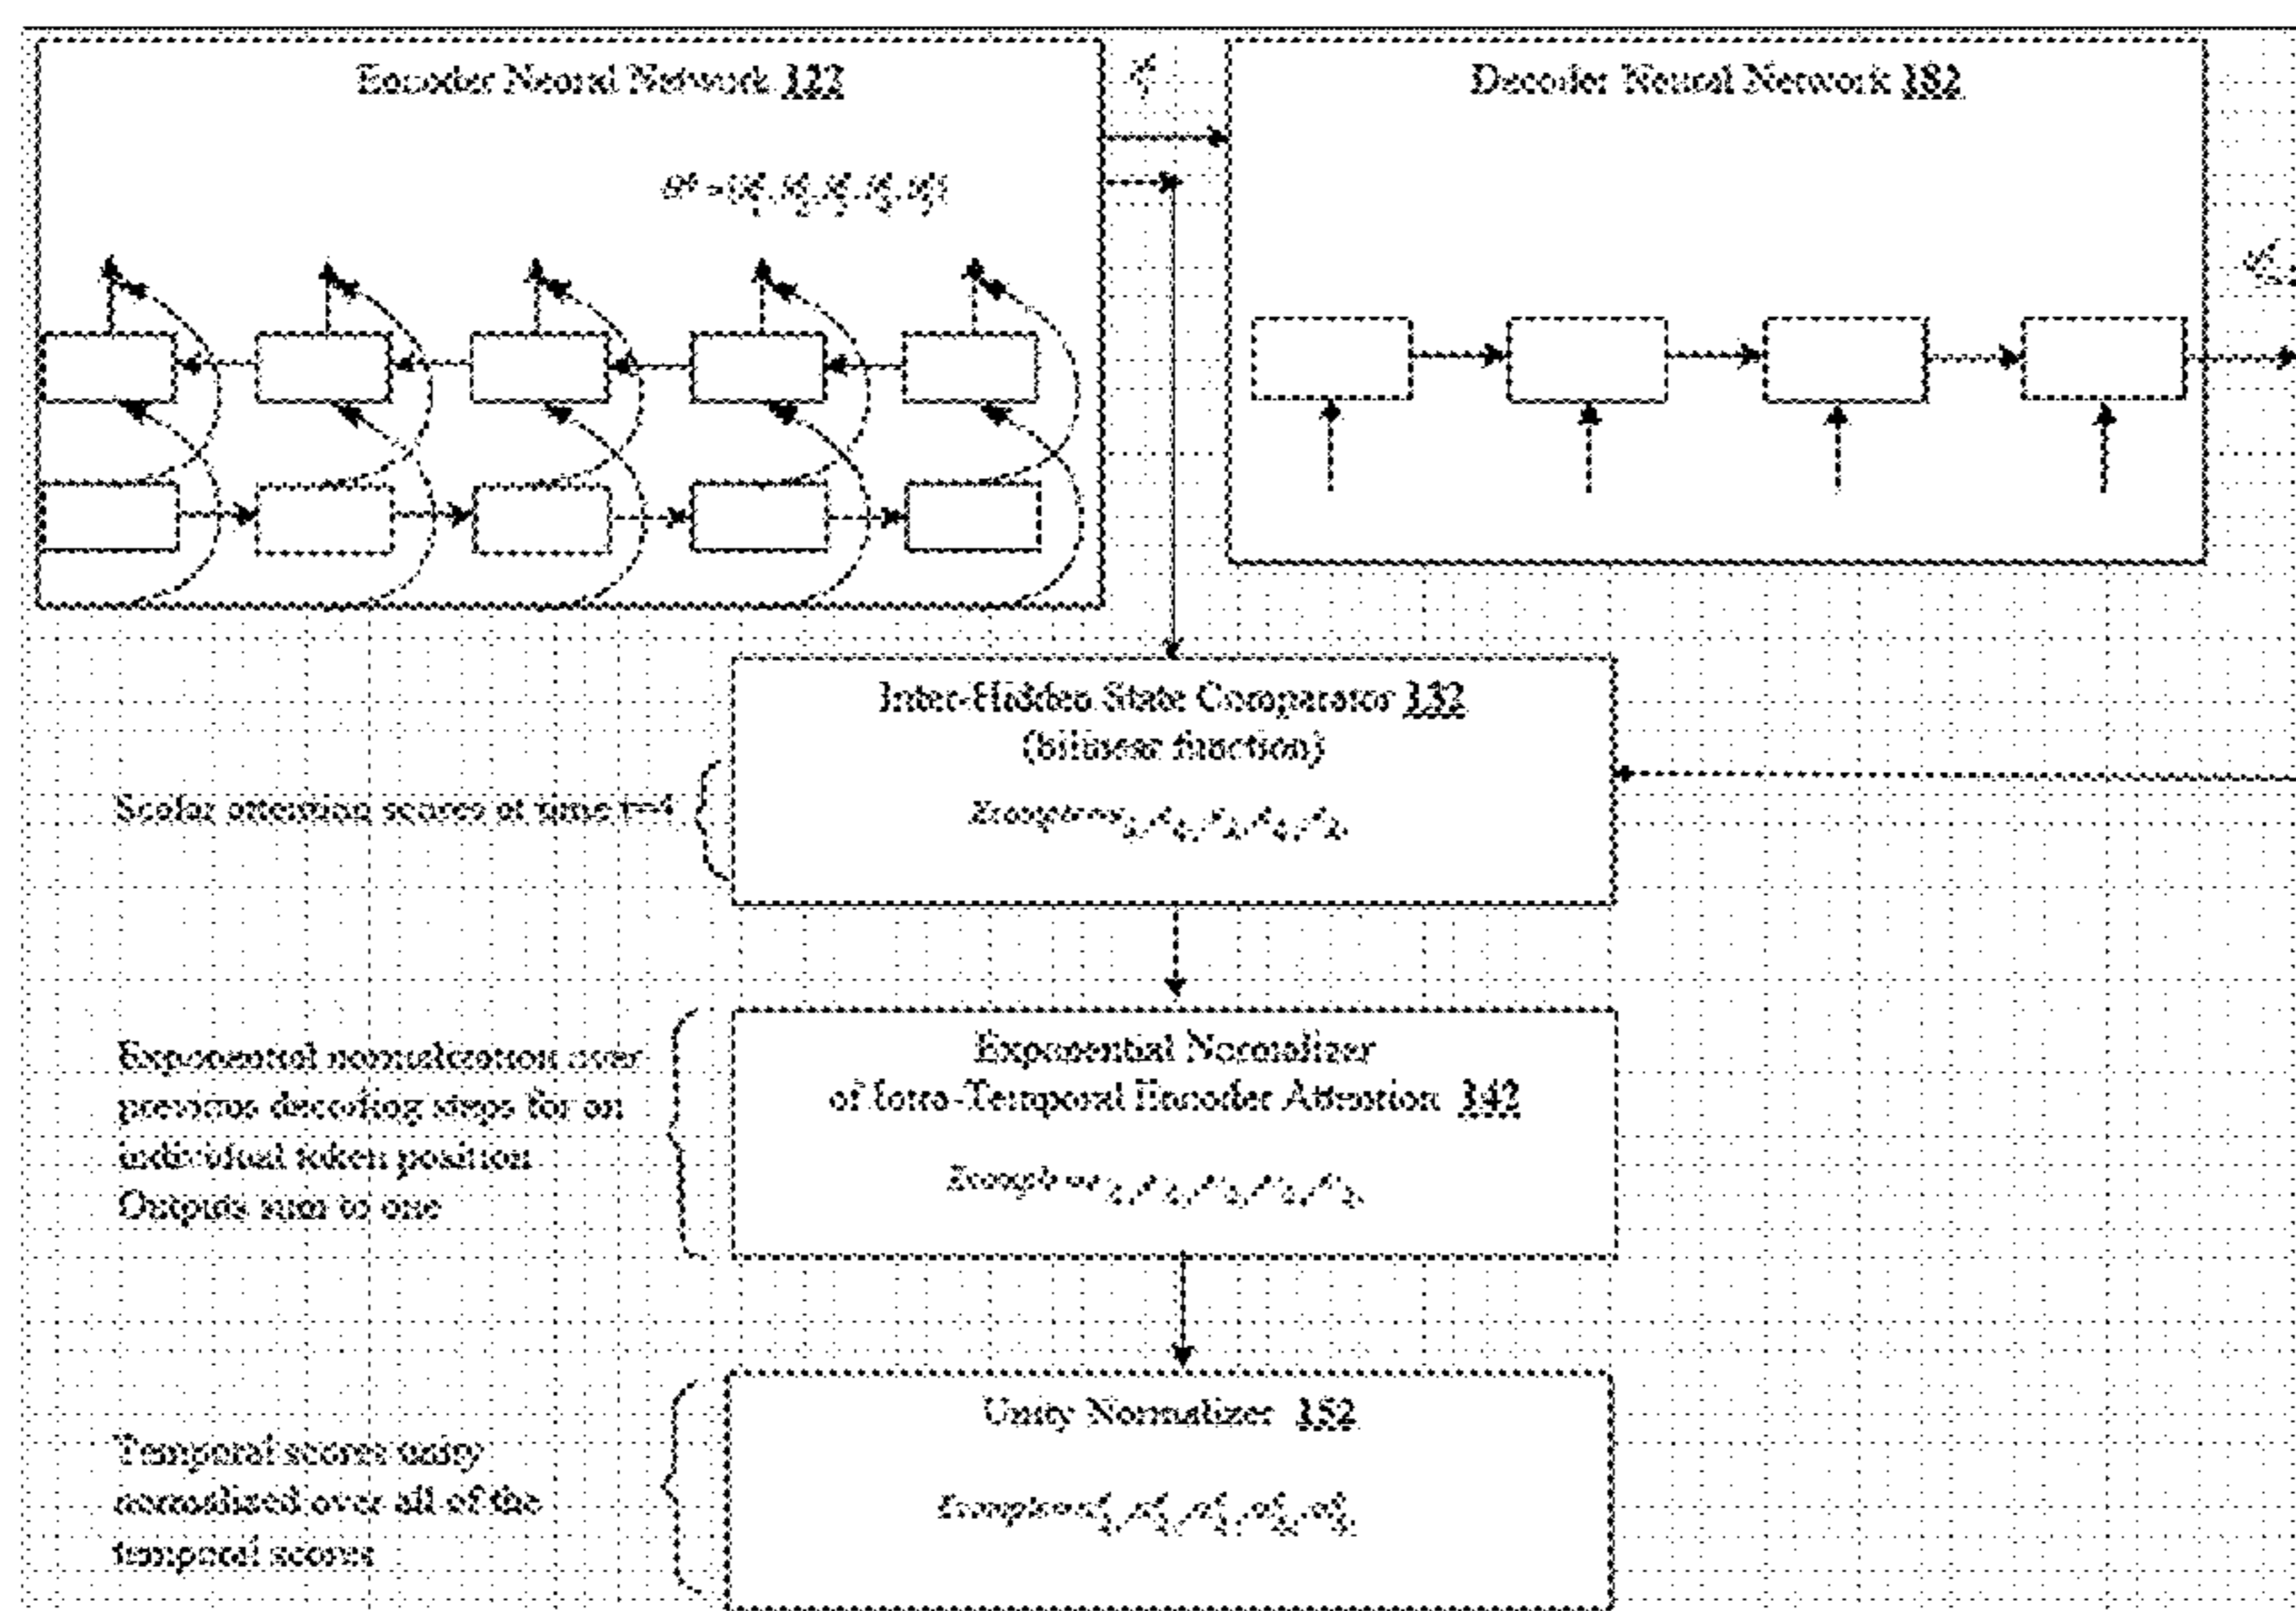 Encoder Neural Network 122
Decoder Neural Network 182
Inter-Hidden State Comparator 132
(bilinear function)
Scalar attention scores at time t=4
Example
Exponential Normalizer
of Intra-Temporal Encoder Attention 142
Example
Exponential normalization over
previous decoding steps for an
individual token position
Outputs sum to one
Unity Normalizer 152
Example
Temporal scores unity
normalized over all of the
temporal scores